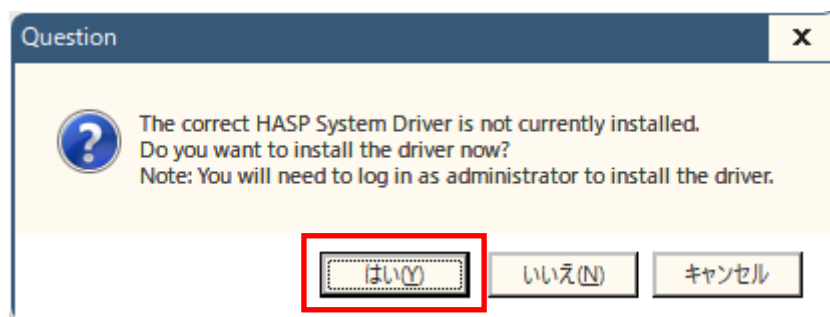 Question
The correct HASP System Driver is not currently installed.
Do you want to install the driver now?
Note: You will need to log in as administrator to install the driver.
はい(Y) いいえ(N) キャンセル